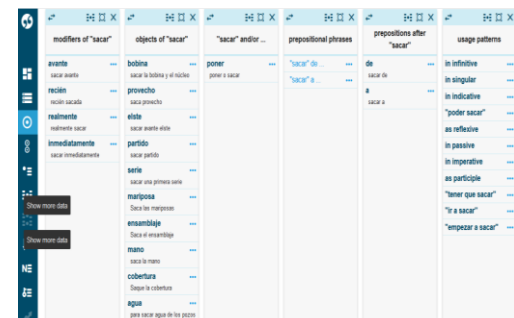 modifiers of "sacar"
avante
sacar avante
recién
recién sacada
realmente
realmente sacar
inmediatamente
sacar inmediatamente
objects of "sacar"
bobina
sacar la bobina y el núcleo
provecho
saca provecho
elste
sacar avante elste
partido
sacar partido
serie
sacar una primera serie
mariposa
Saca las mariposas
ensamblaje
Saca el ensamblaje
mano
saco la mano
cobertura
Saque la cobertura
agua
para sacar agua de los pozos
"sacar" and/or ...
poner
poner o sacar
prepositional phrases
"sacar" de ...
"sacar" a ...
prepositions after
"sacar"
de
sacar de
a
sacar a
usage patterns
in infinitive
in singular
in indicative
"poder sacar"
as reflexive
in passive
in imperative
as participle
"tener que sacar"
"ir a sacar"
"empezar a sacar"
Show more data
Show more data